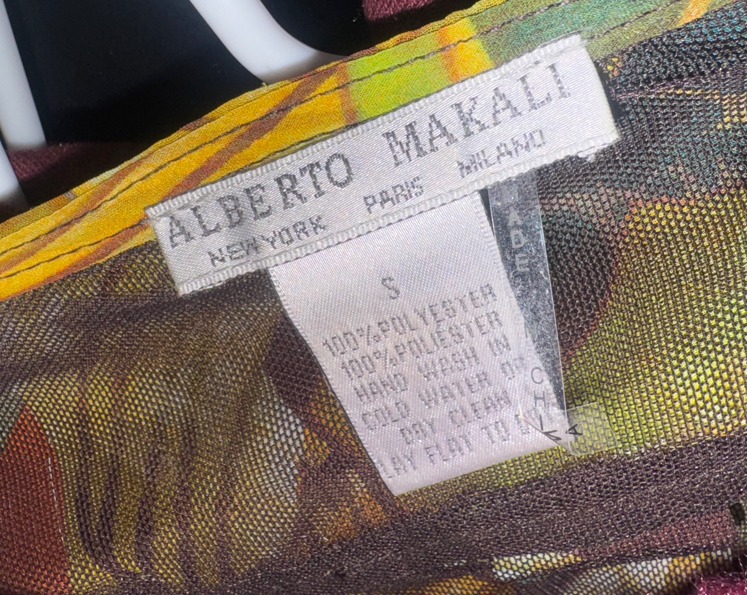 ALBERTO MAKALI
NEW YORK PARIS MILANO
S
100%POLYESTER
100%POLIESTER
HAND WASH IN
COLD WATER OR
DRY CLEAN
LAY FLAT TO